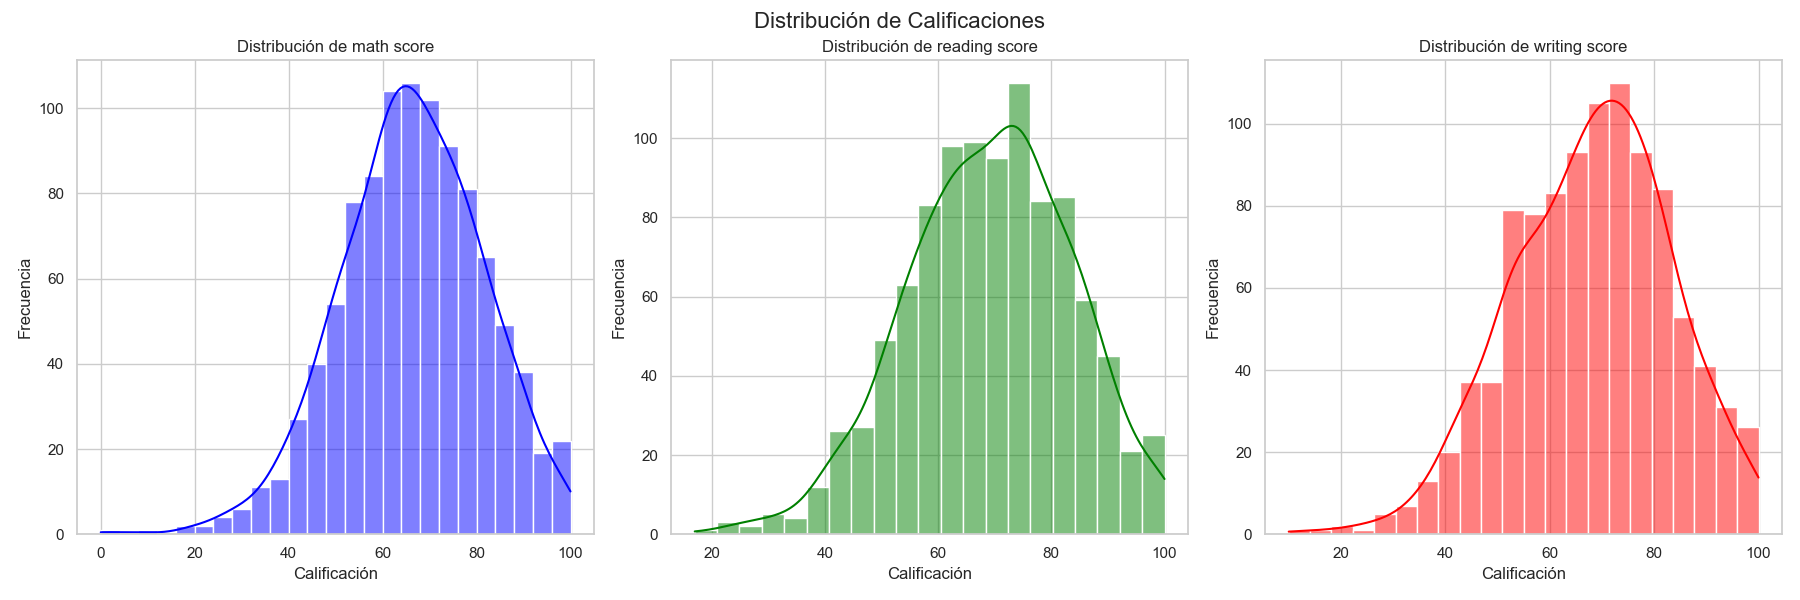 Distribución de Calificaciones
Distribución de math score
Frecuencia
100
80
60
40
20
0
0 20 40 60 80 100
Calificación
Distribución de reading score
Frecuencia
100
80
60
40
20
0
20 40 60 80 100
Calificación
Distribución de writing score
Frecuencia
100
80
60
40
20
0
20 40 60 80 100
Calificación